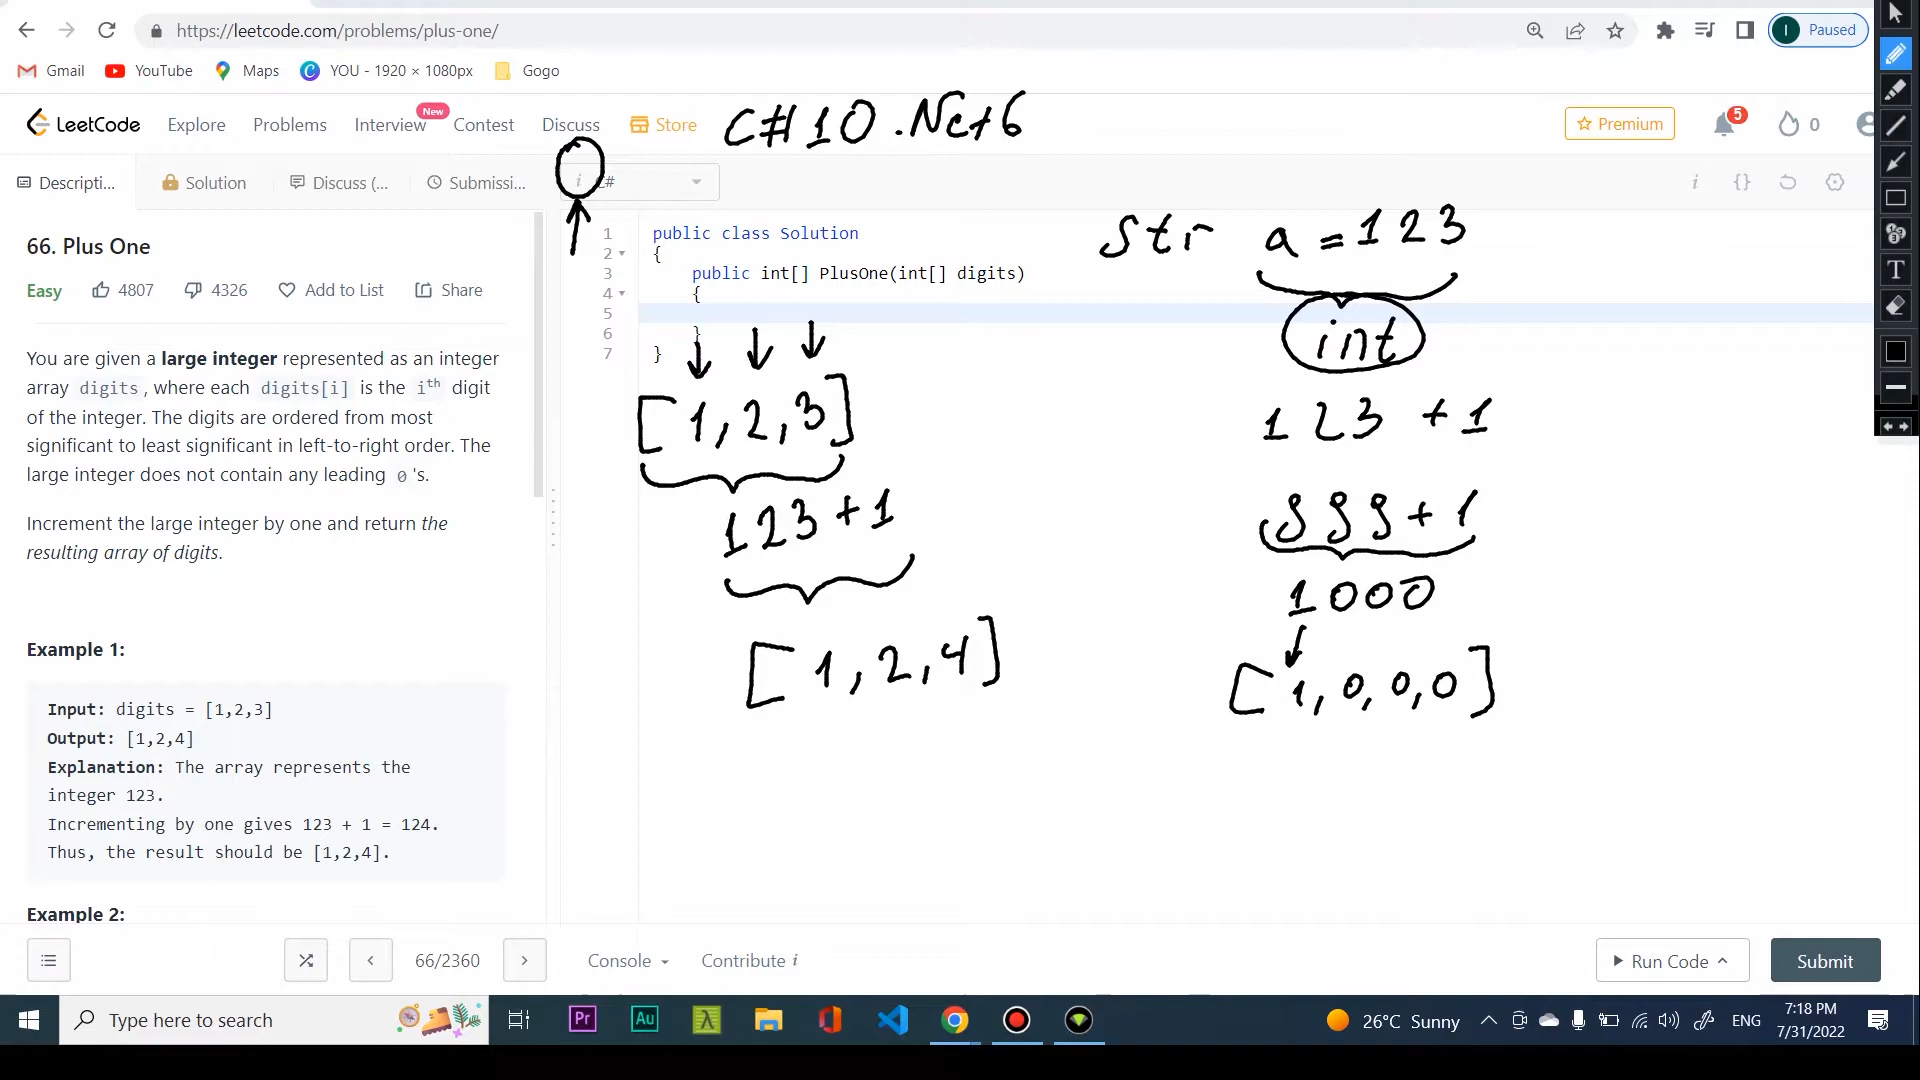 https://leetcode.com/problems/plus-one/
Paused
Gmail
YouTube
Maps
YOU - 1920 × 1080px
Gogo
LeetCode
Explore
Problems
Interview
New
Contest
Discuss
Store
C#10 .Net6
Premium
5
0
Descripti...
Solution
Discuss (...
Submissi...
i
C#
66. Plus One
Easy
4807
4326
Add to List
Share
You are given a large integer represented as an integer
array digits, where each digits[i] is the ith digit
of the integer. The digits are ordered from most
significant to least significant in left-to-right order. The
large integer does not contain any leading 0's.
Increment the large integer by one and return the
resulting array of digits.
Example 1:
Input: digits = [1,2,3]
Output: [1,2,4]
Explanation: The array represents the
integer 123.
Incrementing by one gives 123 + 1 = 124.
Thus, the result should be [1,2,4].
Example 2:
1 public class Solution
2 {
3 public int[] PlusOne(int[] digits)
4 {
5
6 }
7 }
[1,2,3]
123+1
[1,2,4]
Str a=123
int
123 +1
999+1
1000
[1,0,0,0]
66/2360
Console
Contribute i
Run Code
Submit
Type here to search
Pr
Au
26°C Sunny
ENG
7:18 PM
7/31/2022